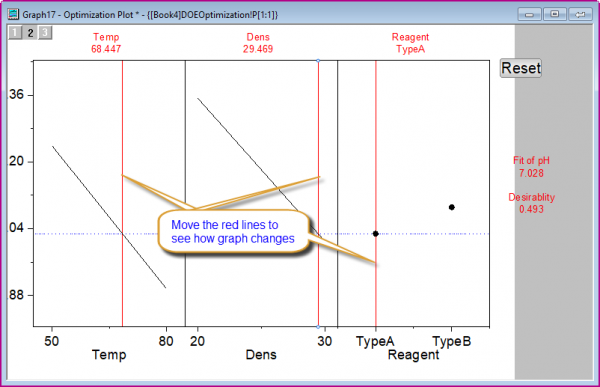 Graph17 - Optimization Plot * - {[Book4]DOEOptimization!P[1:1]}
1 2 3
Temp Dens Reagent
68.447 29.469 TypeA
Reset
36
20
04
88
Fit of pH
7.028
Desirablity
0.493
Move the red lines to
see how graph changes
50 80 20 30 TypeA TypeB
Temp Dens Reagent